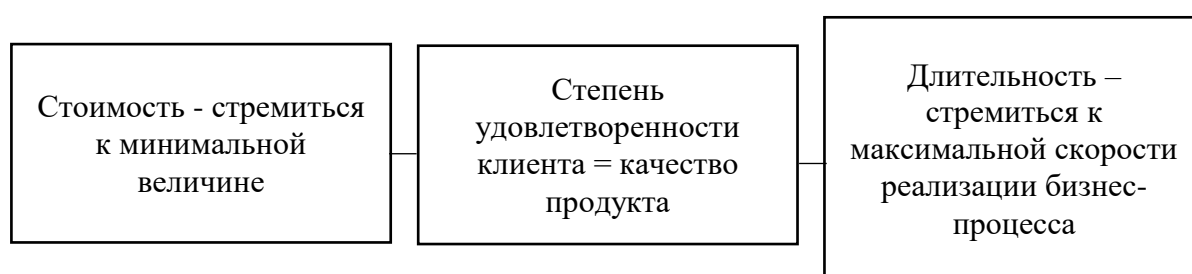 Стоимость - стремиться
к минимальной
величине
Степень
удовлетворенности
клиента = качество
продукта
Длительность –
стремиться к
максимальной скорости
реализации бизнес-
процесса